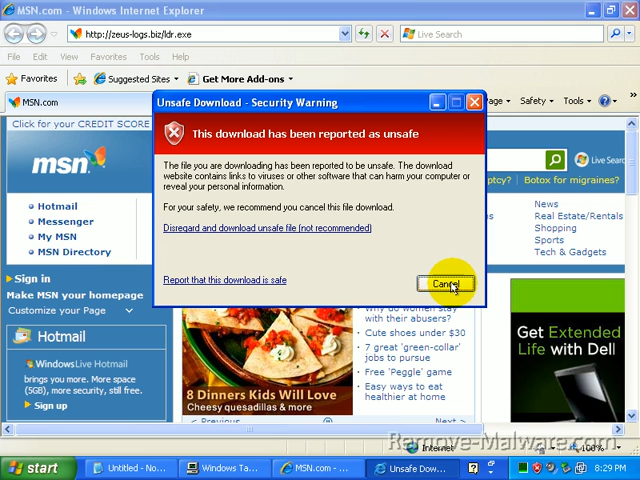 MSN.com - Windows Internet Explorer
http://zeus-logs.biz/ldr.exe
Live Search
File Edit View Favorites Tools Help
Favorites Suggested Sites Get More Add-ons
MSN.com
Page Safety Tools
Click for your CREDIT SCORE
msn
Hotmail
Messenger
My MSN
MSN Directory
Sign in
Make MSN your homepage
Customize your Page
Hotmail
Windows Live Hotmail
brings you more. More space
(5GB), more security, still free.
Sign up
Unsafe Download - Security Warning
This download has been reported as unsafe
The file you are downloading has been reported to be unsafe. The download
website contains links to viruses or other software that can harm your computer or
reveal your personal information.
For your safety, we recommend you cancel this file download.
Disregard and download unsafe file (not recommended)
Report that this download is safe
Cancel
Live Search
Botox for migraines?
News
Real Estate/Rentals
Shopping
Sports
Tech & Gadgets
8 Dinners Kids Will Love
Cheesy quesadillas & more
Why do women stay
with their abusers?
Cute shoes under $30
7 great 'green-collar'
jobs to pursue
Free 'Peggle' game
Easy ways to eat
healthier at home
Previous
Next
Get Extended
Life with Dell
Internet
100%
Remove-Malware.com
start
Untitled - No...
Windows Ta...
MSN.com - ...
Unsafe Dow...
8:29 PM